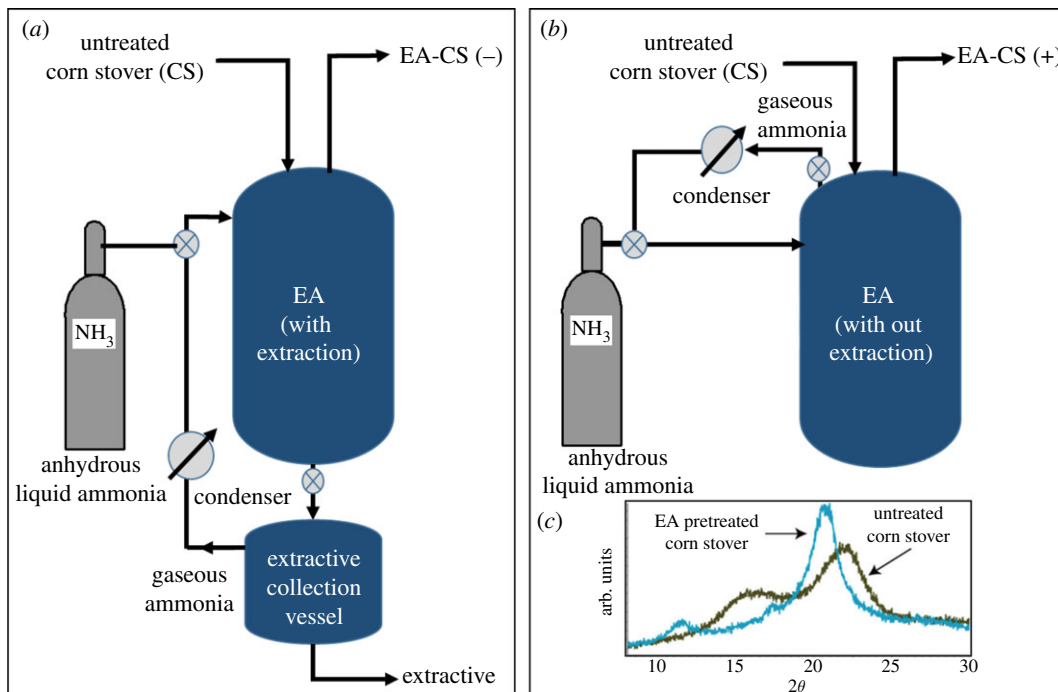 (a)
untreated
corn stover (CS)
EA-CS (–)
EA
(with
extraction)
NH3
anhydrous
liquid ammonia
condenser
gaseous
ammonia
extractive
collection
vessel
extractive
(b)
untreated
corn stover (CS)
EA-CS (+)
gaseous
ammonia
condenser
EA
(with out
extraction)
NH3
anhydrous
liquid ammonia
(c)
EA pretreated
corn stover
untreated
corn stover
arb. units
10 15 20 25 30
2θ